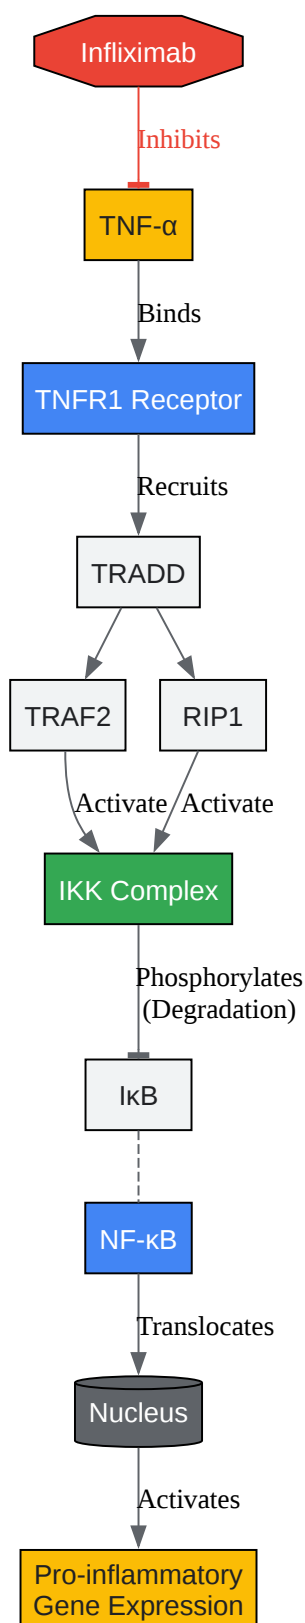 Infliximab
Inhibits
TNF-α
Binds
TNFR1 Receptor
Recruits
TRADD
TRAF2
RIP1
Activate
Activate
IKK Complex
Phosphorylates
(Degradation)
IκB
NF-κB
Translocates
Nucleus
Activates
Pro-inflammatory
Gene Expression